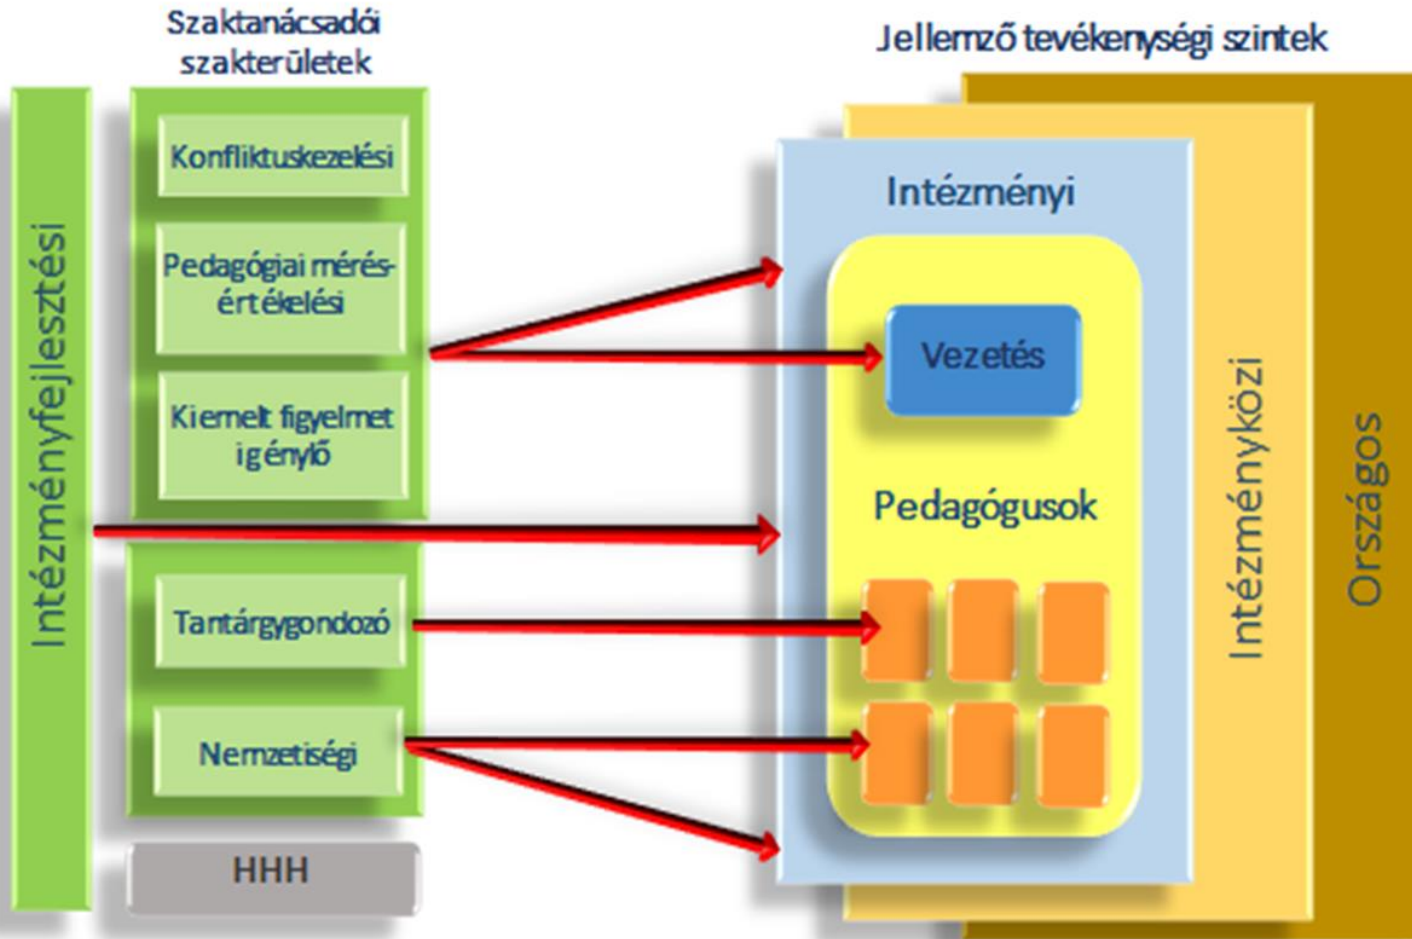 Szaktanácsadói
szakterületek
Jellemző tevékenységi szintek
Intézményfejlesztési
Konfliktuskezelési
Pedagógiai mérés-
értékelési
Kiemelt figyelmet
igénylő
Tantárgygondozó
Nemzetiségi
HHH
Intézményi
Vezetés
Pedagógusok
Intézményközi
Országos